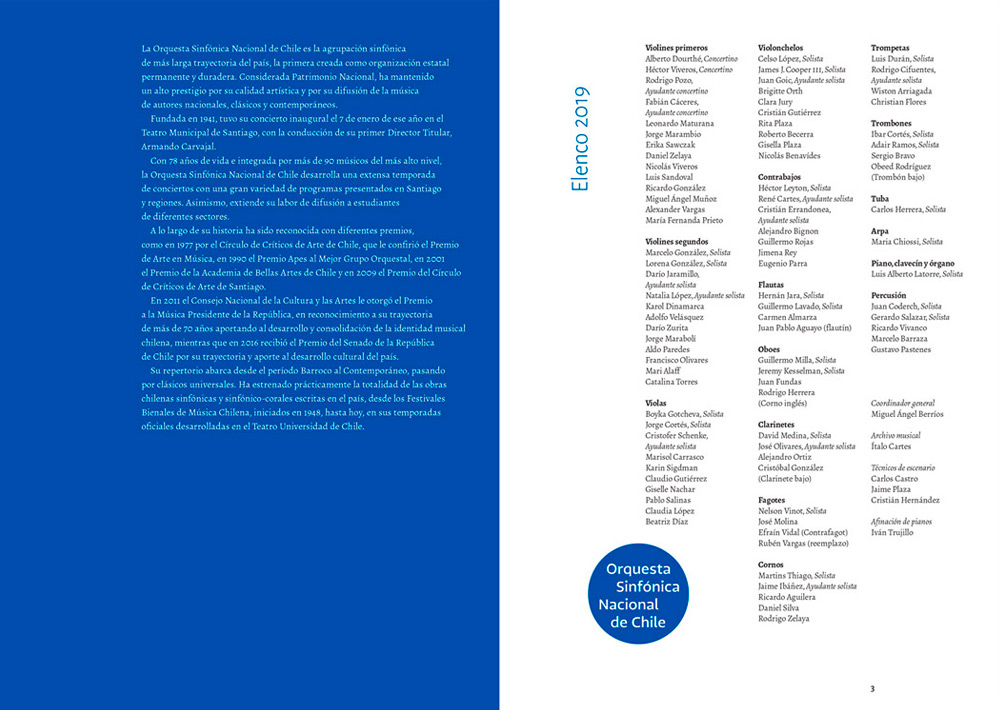 La Orquesta Sinfónica Nacional de Chile es la agrupación sinfónica
de más larga trayectoria del país, la primera creada como organización estatal
permanente y duradera. Considerada Patrimonio Nacional, ha mantenido
un alto prestígio por su calidad artística y por su difusión de la música
de autores nacionales, clásicos y contemporáneos.
Fundada en 1941, tuvo su concierto inaugural el 7 de enero de ese año en el
Teatro Municipal de Santiago, con la conducción de su primer Director Titular,
Armando Carvajal.
Con 78 años de vida e integrada por más de 90 músicos del más alto nivel,
la Orquesta Sinfónica Nacional de Chile desarrolla una extensa temporada
de conciertos con una gran variedad de programas presentados en Santiago
y regiones. Asimismo, extiende su labor de difusión a estudiantes
de diferentes sectores.
A lo largo de su historia ha sido reconocida con diferentes premios,
como en 1977 por el Círculo de Críticos de Arte de Chile, que le confirió el Premio
de Arte en Música, en 1990 el Premio Apes al Mejor Grupo Orquestal, en 2001
el Premio de la Academia de Bellas Artes de Chile y en 2009 el Premio del Círculo
de Críticos de Arte de Santiago.
En 2011 el Consejo Nacional de la Cultura y las Artes le otorgó el Premio
a la Música Presidente de la República, en reconocimiento a su trayectoria
de más de 70 años aportando al desarrollo y consolidación de la identidad musical
chilena, mientras que en 2016 recibió el Premio del Senado de la República
de Chile por su trayectoria y aporte al desarrollo cultural del país.
Su repertorio abarca desde el período Barroco al Contemporáneo, pasando
por clásicos universales. Ha estrenado prácticamente la totalidad de las obras
chilenas sinfónicas y sinfónico-corales escritas en el país, desde los Festivales
Bienales de Música Chilena, iniciados en 1948, hasta hoy, en sus temporadas
oficiales desarrolladas en el Teatro Universidad de Chile.
Elenco 2019
Violines primeros
Alberto Dourthé, Concertino
Héctor Viveros, Concertino
Rodrigo Pozo,
Ayudante concertino
Fabián Cáceres,
Ayudante concertino
Leonardo Maturana
Jorge Marambio
Erika Sawczak
Daniel Zelaya
Nicolás Viveros
Luis Sandoval
Ricardo González
Miguel Ángel Muñoz
Alexander Vargas
María Fernanda Prieto
Violines segundos
Marcelo González, Solista
Lorena González, Solista
Darío Jaramillo,
Ayudante solista
Natalia López, Ayudante solista
Karol Dinamarca
Adolfo Velásquez
Darío Zurita
Jorge Marabolí
Aldo Paredes
Francisco Olivares
Mari Alaff
Catalina Torres
Violas
Boyka Gotcheva, Solista
Jorge Cortés, Solista
Cristofer Schenke,
Ayudante solista
Marisol Carrasco
Karin Sigdman
Claudio Gutiérrez
Giselle Nachar
Pablo Salinas
Claudia López
Beatriz Díaz
Orquesta
Sinfónica
Nacional
de Chile
Violonchelos
Celso López, Solista
James J. Cooper III, Solista
Juan Goic, Ayudante solista
Brigitte Orth
Clara Jury
Cristián Gutiérrez
Rita Plaza
Roberto Becerra
Gisella Plaza
Nicolás Benavides
Contrabajos
Héctor Leyton, Solista
René Cartes, Ayudante solista
Cristián Errandonea,
Ayudante solista
Alejandro Bignon
Guillermo Rojas
Jimena Rey
Eugenio Parra
Flautas
Hernán Jara, Solista
Guillermo Lavado, Solista
Carmen Almarza
Juan Pablo Aguayo (flautín)
Oboes
Guillermo Milla, Solista
Jeremy Kesselman, Solista
Juan Fundas
Rodrigo Herrera
(Corno inglés)
Clarinetes
David Medina, Solista
José Olivares, Ayudante solista
Alejandro Ortiz
Cristóbal González
(Clarinete bajo)
Fagotes
Nelson Vinot, Solista
José Molina
Efraín Vidal (Contrafagot)
Rubén Vargas (reemplazo)
Cornos
Martins Thiago, Solista
Jaime Ibáñez, Ayudante solista
Ricardo Aguilera
Daniel Silva
Rodrigo Zelaya
Trompetas
Luis Durán, Solista
Rodrigo Cifuentes,
Ayudante solista
Wiston Arriagada
Christian Flores
Trombones
Ibar Cortés, Solista
Adair Ramos, Solista
Sergio Bravo
Obeed Rodríguez
(Trombón bajo)
Tuba
Carlos Herrera, Solista
Arpa
Maria Chiossi, Solista
Piano, clavecín y órgano
Luis Alberto Latorre, Solista
Percusión
Juan Coderch, Solista
Gerardo Salazar, Solista
Ricardo Vivanco
Marcelo Barraza
Gustavo Pastenes
Coordinador general
Miguel Ángel Berríos
Archivo musical
Ítalo Cartes
Técnicos de escenario
Carlos Castro
Jaime Plaza
Cristián Hernández
Afinación de pianos
Iván Trujillo
3